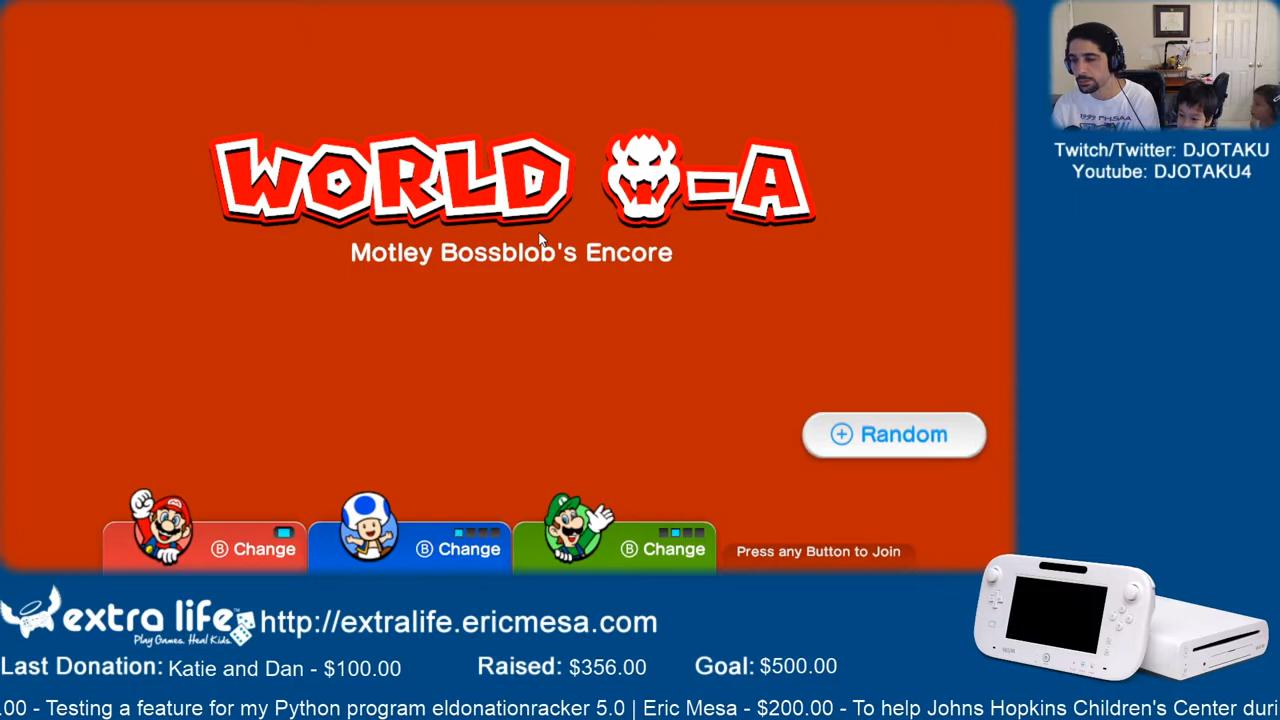 WORLD -A
Motley Bossblob's Encore
Random
B Change
B Change
B Change
Press any Button to Join
1999 PHSAA
Twitch/Twitter: DJOTAKU
Youtube: DJOTAKU4
extra life
Play Games. Heal Kids.
http://extralife.ericmesa.com
Last Donation: Katie and Dan - $100.00 Raised: $356.00 Goal: $500.00
.00 - Testing a feature for my Python program eldonationracker 5.0 | Eric Mesa - $200.00 - To help Johns Hopkins Children's Center duri